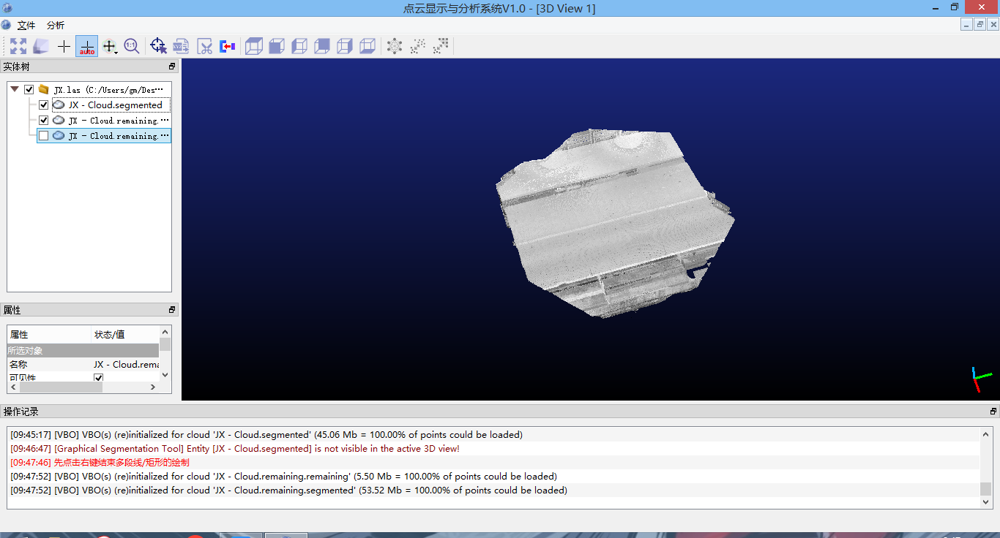 点云显示与分析系统V1.0 - [3D View 1]
文件 分析
auto
1:1
XYZ
实体树
JX.las (C:/Users/gm/Des…
JX - Cloud.segmented
JX - Cloud.remaining.…
JX - Cloud.remaining.…
属性
属性 状态/值
所选对象
名称 JX - Cloud.rema
可见性
操作记录
[09:45:17] [VBO] VBO(s) (re)initialized for cloud 'JX - Cloud.segmented' (45.06 Mb = 100.00% of points could be loaded)
[09:46:47] [Graphical Segmentation Tool] Entity [JX - Cloud.segmented] is not visible in the active 3D view!
[09:47:46] 先点击右键结束多段线/矩形的绘制
[09:47:52] [VBO] VBO(s) (re)initialized for cloud 'JX - Cloud.remaining.remaining' (5.50 Mb = 100.00% of points could be loaded)
[09:47:52] [VBO] VBO(s) (re)initialized for cloud 'JX - Cloud.remaining.segmented' (53.52 Mb = 100.00% of points could be loaded)